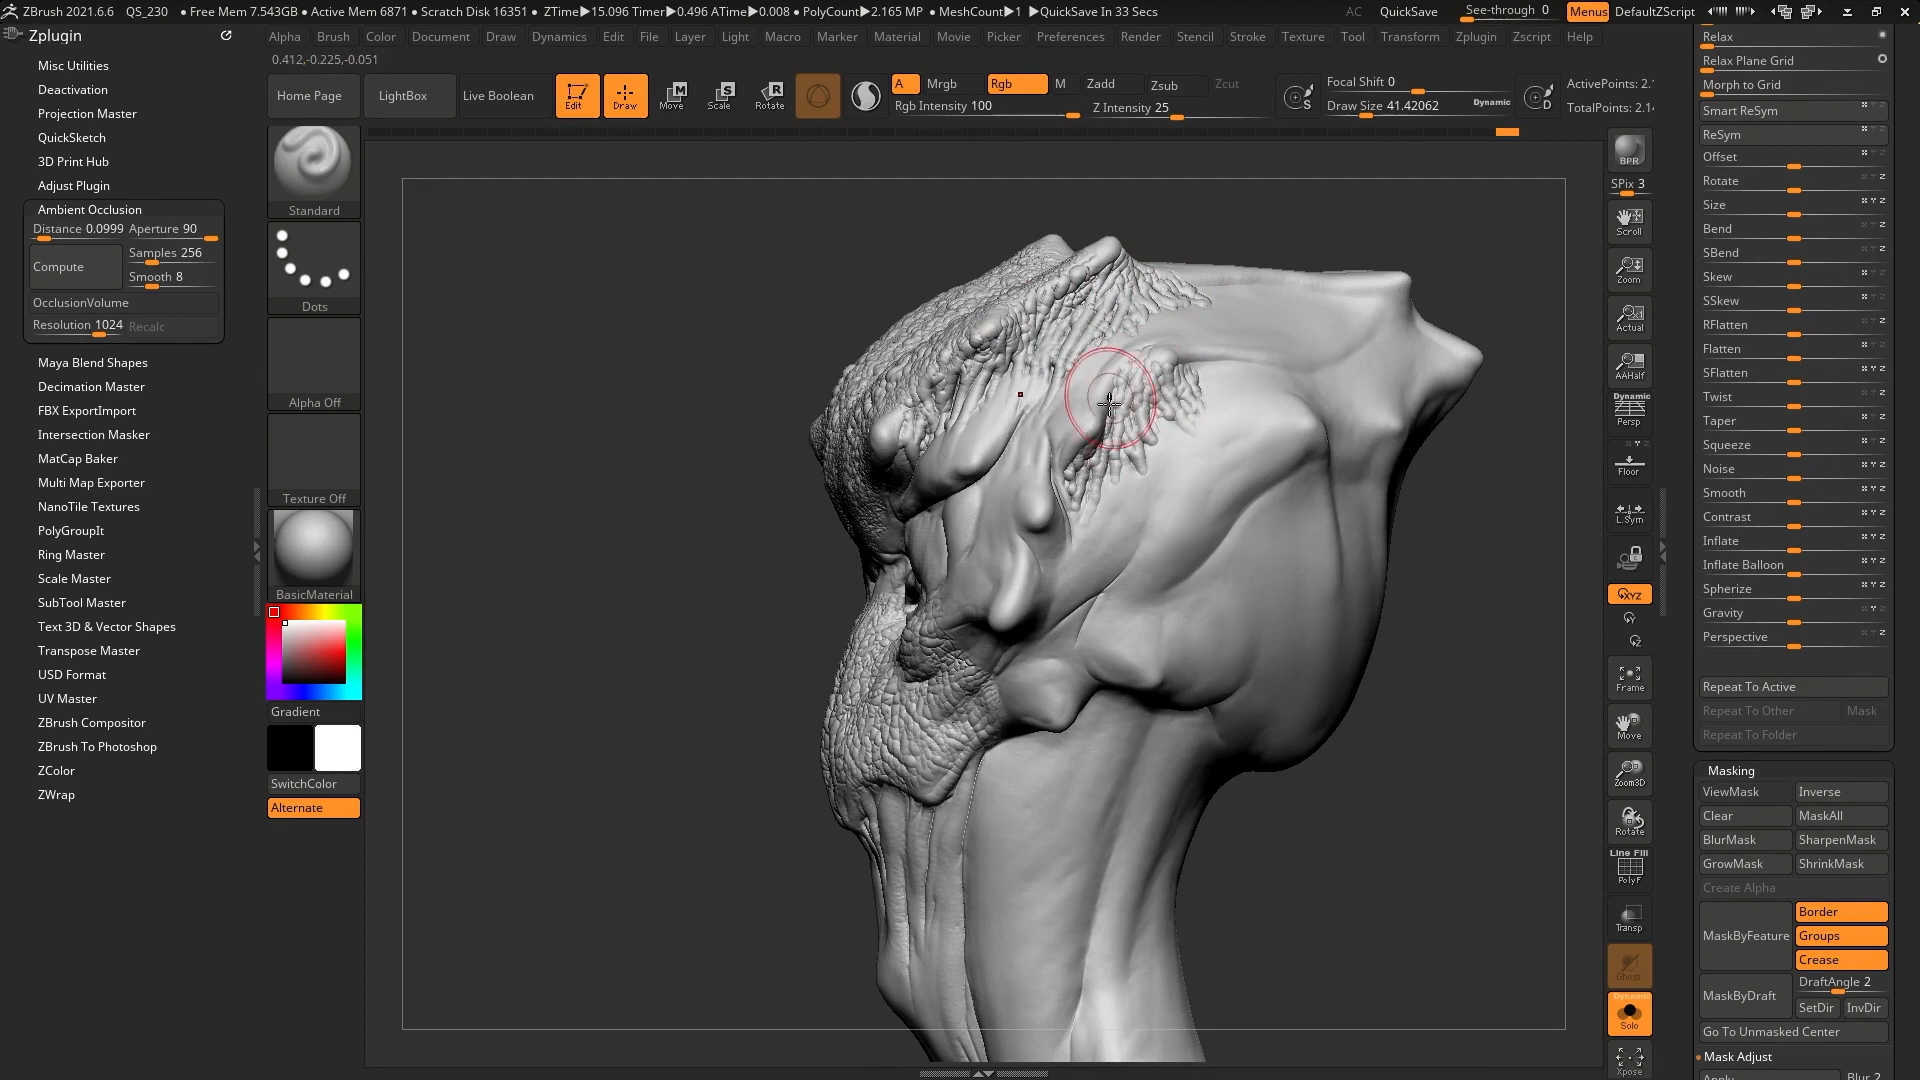 ZBrush 2021.6.6 QS_230 • Free Mem 7.543GB • Active Mem 6871 • Scratch Disk 16351 • ZTime▶15.096 Timer▶0.496 ATime▶0.008 • PolyCount▶2.165 MP • MeshCount▶1 ▶QuickSave In 33 Secs AC QuickSave See-through 0 Menus DefaultZScript
Zplugin
Alpha Brush Color Document Draw Dynamics Edit File Layer Light Macro Marker Material Movie Picker Preferences Render Stencil Stroke Texture Tool Transform Zplugin Zscript Help
0.412,-0.225,-0.051
Home Page LightBox Live Boolean Edit Draw Move Scale Rotate
A Mrgb Rgb M Zadd Zsub Zcut
Rgb Intensity 100 Z Intensity 25
Focal Shift 0
Draw Size 41.42062 Dynamic
ActivePoints: 2.
TotalPoints: 2.1
Misc Utilities
Deactivation
Projection Master
QuickSketch
3D Print Hub
Adjust Plugin
Ambient Occlusion
Distance 0.0999 Aperture 90
Compute
Samples 256
Smooth 8
OcclusionVolume
Resolution 1024 Recalc
Maya Blend Shapes
Decimation Master
FBX ExportImport
Intersection Masker
MatCap Baker
Multi Map Exporter
NanoTile Textures
PolyGroupIt
Ring Master
Scale Master
SubTool Master
Text 3D & Vector Shapes
Transpose Master
USD Format
UV Master
ZBrush Compositor
ZBrush To Photoshop
ZColor
ZWrap
Standard
Dots
Alpha Off
Texture Off
BasicMaterial
Gradient
SwitchColor
Alternate
BPR
SPix 3
Scroll
Zoom
Actual
AAHalf
Dynamic
Persp
Floor
L.Sym
XYZ
Frame
Move
Zoom3D
Rotate
Line Fill
PolyF
Transp
Ghost
Dynamic
Solo
Xpose
Relax
Relax Plane Grid
Morph to Grid
Smart ReSym
ReSym
Offset
Rotate
Size
Bend
SBend
Skew
SSkew
RFlatten
Flatten
SFlatten
Twist
Taper
Squeeze
Noise
Smooth
Contrast
Inflate
Inflate Balloon
Spherize
Gravity
Perspective
Repeat To Active
Repeat To Other Mask
Repeat To Folder
Masking
ViewMask Inverse
Clear MaskAll
BlurMask SharpenMask
GrowMask ShrinkMask
Create Alpha
MaskByFeature
Border
Groups
Crease
MaskByDraft
DraftAngle 2
SetDir InvDir
Go To Unmasked Center
Mask Adjust
Blur 2